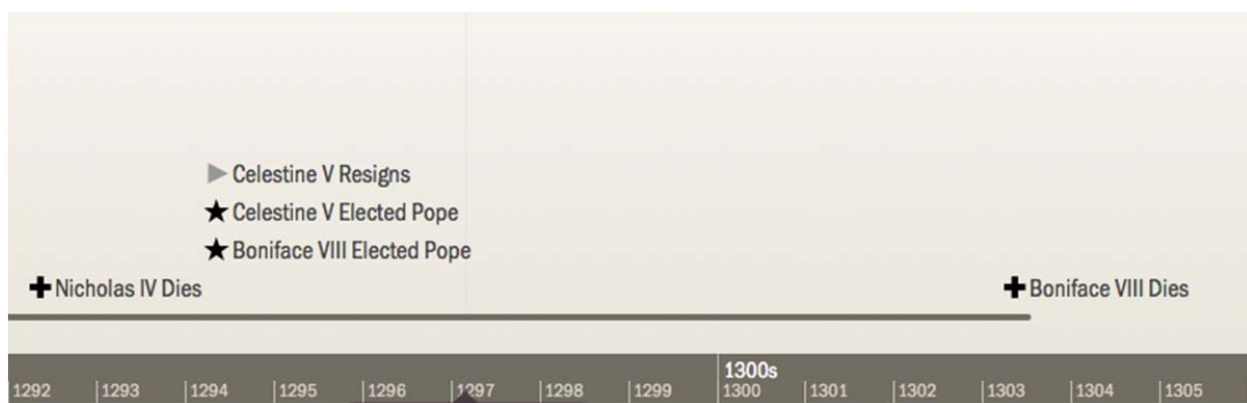 Celestine V Resigns
Celestine V Elected Pope
Boniface VIII Elected Pope
Nicholas IV Dies
Boniface VIII Dies
1300s
1292 1293 1294 1295 1296 1297 1298 1299 1300 1301 1302 1303 1304 1305